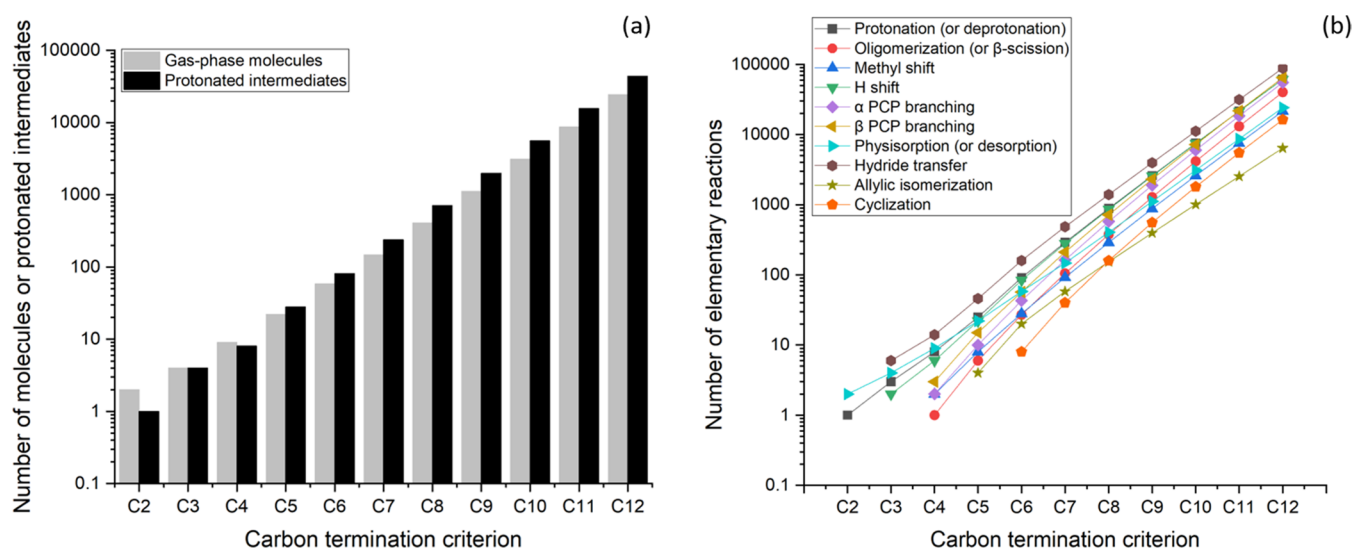 (a)
Number of molecules or protonated intermediates
100000
10000
1000
100
10
1
0.1
Gas-phase molecules
Protonated intermediates
C2 C3 C4 C5 C6 C7 C8 C9 C10 C11 C12
Carbon termination criterion
(b)
Number of elementary reactions
100000
10000
1000
100
10
1
0.1
Protonation (or deprotonation)
Oligomerization (or β-scission)
Methyl shift
H shift
α PCP branching
β PCP branching
Physisorption (or desorption)
Hydride transfer
Allylic isomerization
Cyclization
C2 C3 C4 C5 C6 C7 C8 C9 C10 C11 C12
Carbon termination criterion